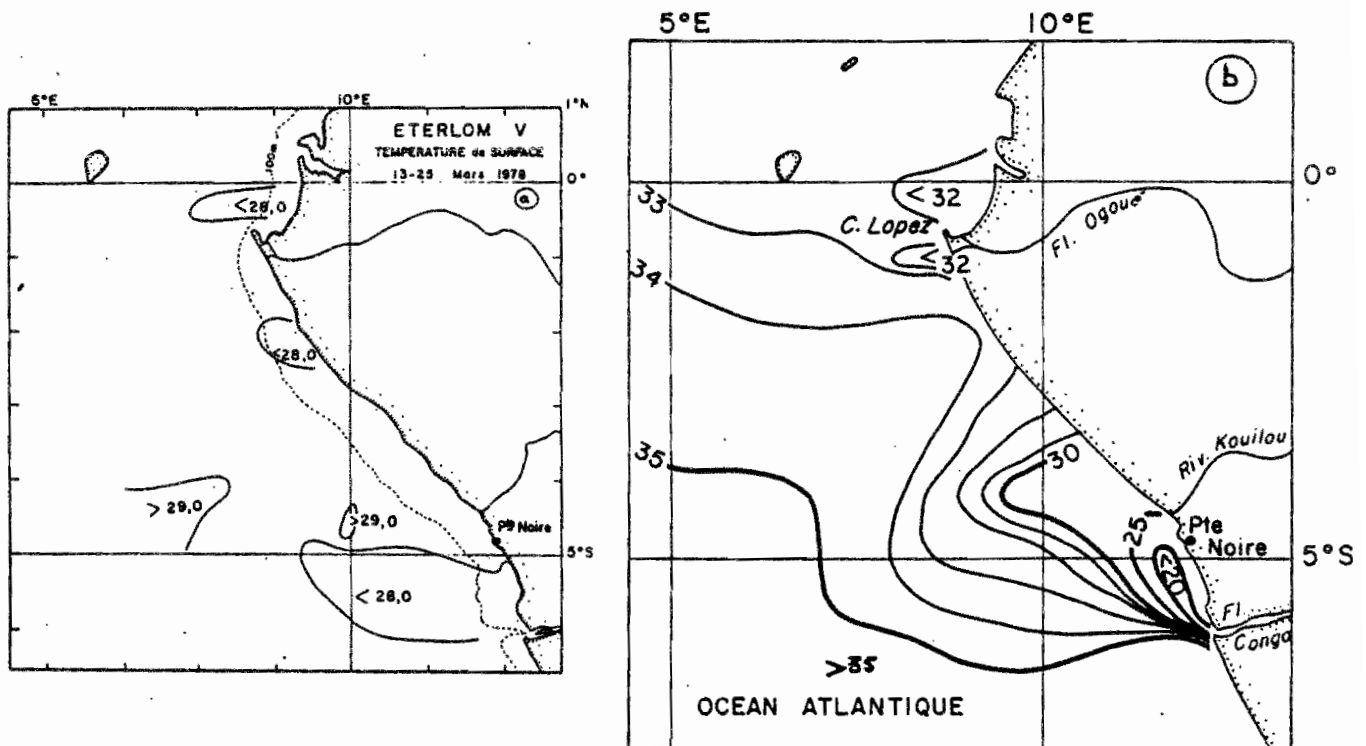 5°E
10°E
1°N
ETERLOM V
TEMPERATURE de SURFACE
13-25 Mars 1978
0°
a
100m
<28,0
<28,0
>29,0
>29,0
Pte Noire
5°S
<28,0
5°E
10°E
b
0°
33
<32
C. Lopez
<32
Fl. Ogoué
34
35
30
Riv. Kouilou
25
Pte
Noire
5°S
<20
Fl.
Congo
>35
OCEAN ATLANTIQUE